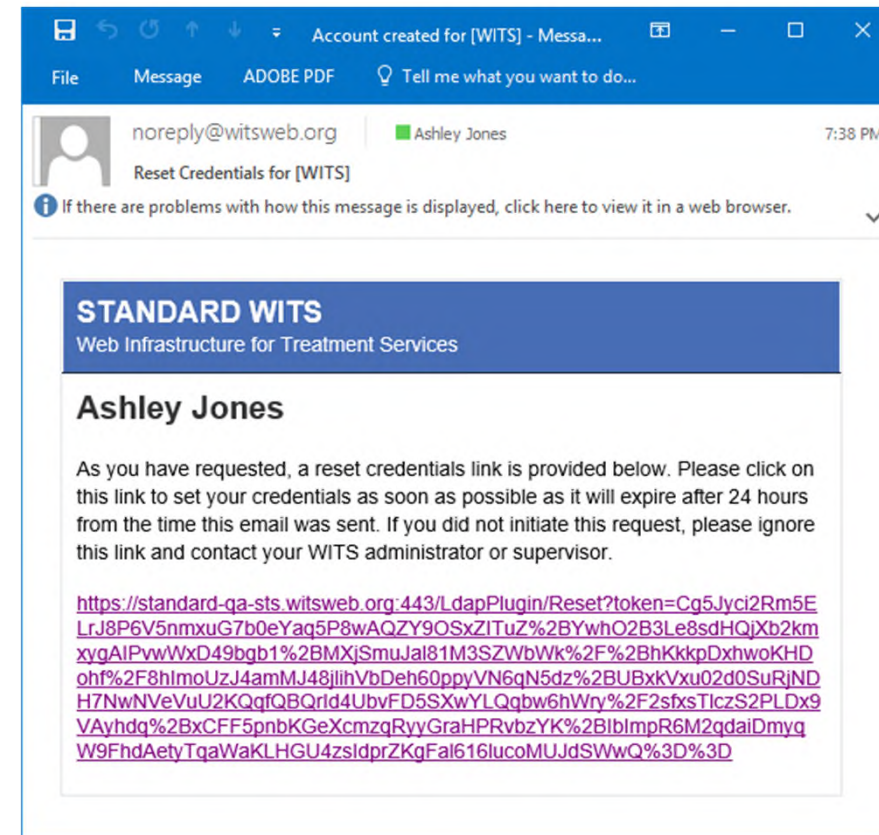 Account created for [WITS] - Messa...
File Message ADOBE PDF Tell me what you want to do...
noreply@witsweb.org Ashley Jones 7:38 PM
Reset Credentials for [WITS]
If there are problems with how this message is displayed, click here to view it in a web browser.
STANDARD WITS
Web Infrastructure for Treatment Services
Ashley Jones
As you have requested, a reset credentials link is provided below. Please click on
this link to set your credentials as soon as possible as it will expire after 24 hours
from the time this email was sent. If you did not initiate this request, please ignore
this link and contact your WITS administrator or supervisor.
https://standard-qa-sts.witsweb.org:443/LdapPlugin/Reset?token=Cg5Jyci2Rm5E
LrJ8P6V5nmxuG7b0eYaq5P8wAQZY9OSxZITuZ%2BYwhO2B3Le8sdHQjXb2km
xygAIPvwWxD49bgb1%2BMXjSmuJal81M3SZWbWk%2F%2BhKkkpDxhwoKHD
ohf%2F8hImoUzJ4amMJ48jlihVbDeh60ppyVN6qN5dz%2BUBxkVxu02d0SuRjND
H7NwNVeVuU2KQqfQBQrId4UbvFD5SXwYLQqbw6hWry%2F2sfxsTlczS2PLDx9
VAyhdq%2BxCFF5pnbKGeXcmzqRyyGraHPRvbzYK%2BIbImpR6M2qdaiDmyq
W9FhdAetyTqaWaKLHGU4zsIdprZKgFal616lucoMUJdSWwQ%3D%3D